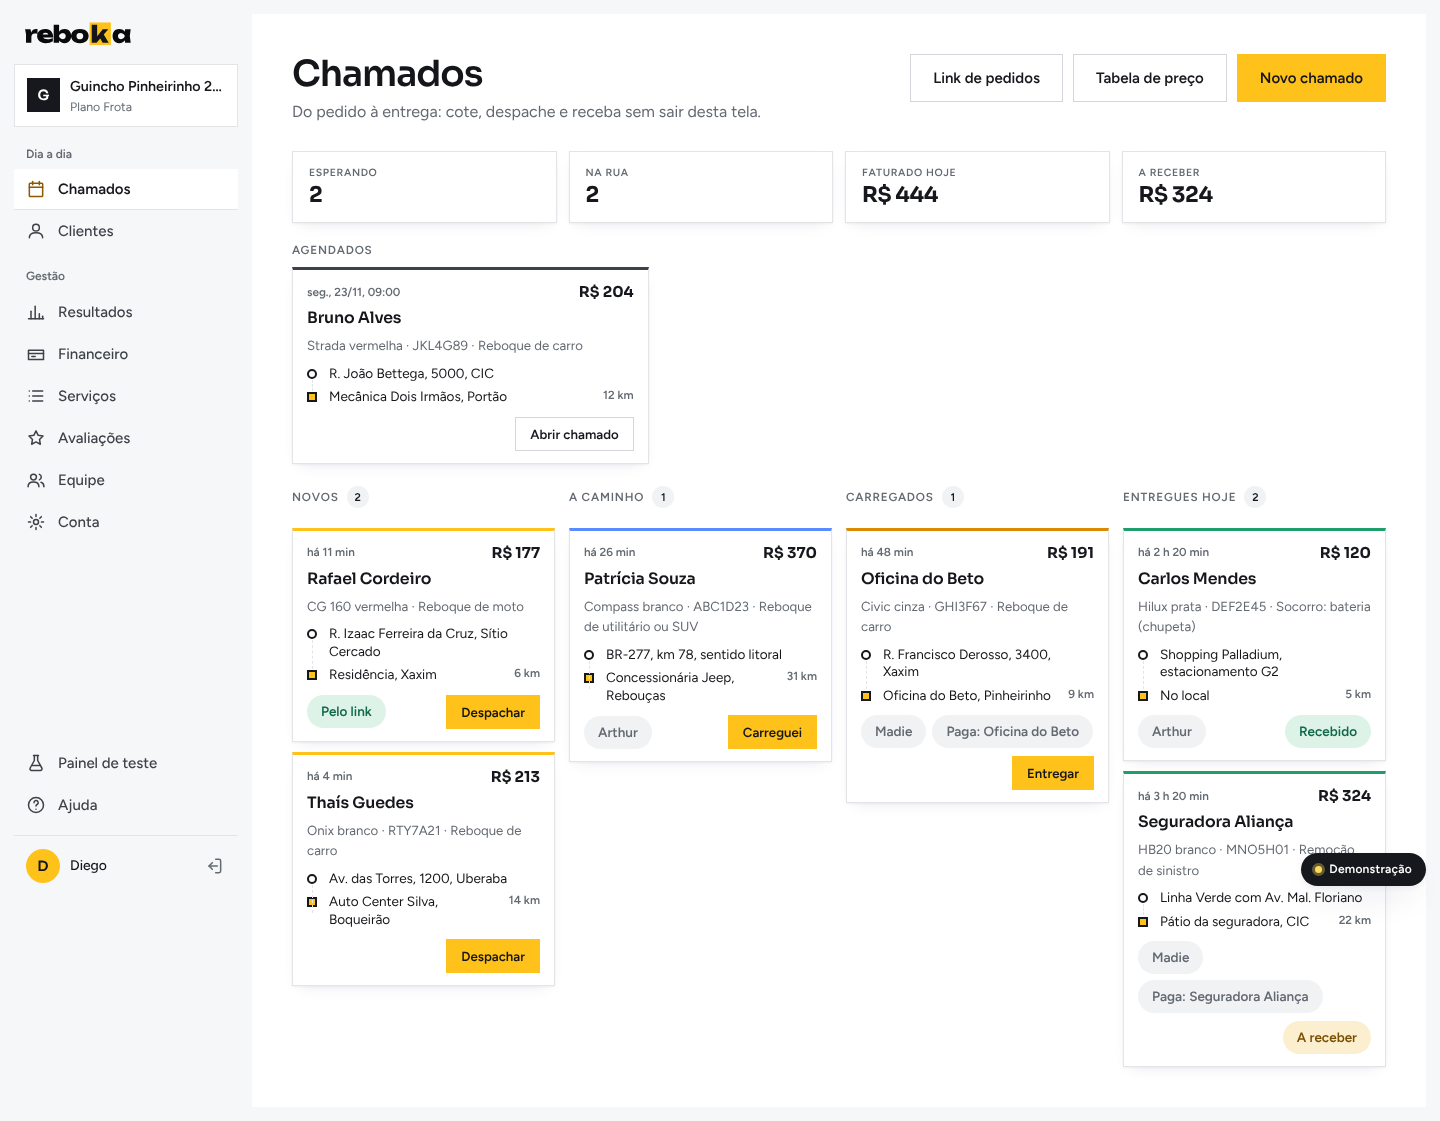 reboka
G
Guincho Pinheirinho 2...
Plano Frota
Dia a dia
Chamados
Clientes
Gestão
Resultados
Financeiro
Serviços
Avaliações
Equipe
Conta
Painel de teste
Ajuda
D
Diego
Chamados
Do pedido à entrega: cote, despache e receba sem sair desta tela.
Link de pedidos
Tabela de preço
Novo chamado
ESPERANDO
2
NA RUA
2
FATURADO HOJE
R$ 444
A RECEBER
R$ 324
AGENDADOS
seg., 23/11, 09:00
R$ 204
Bruno Alves
Strada vermelha · JKL4G89 · Reboque de carro
R. João Bettega, 5000, CIC
Mecânica Dois Irmãos, Portão
12 km
Abrir chamado
NOVOS 2
há 11 min
R$ 177
Rafael Cordeiro
CG 160 vermelha · Reboque de moto
R. Izaac Ferreira da Cruz, Sítio
Cercado
Residência, Xaxim
6 km
Pelo link
Despachar
há 4 min
R$ 213
Thaís Guedes
Onix branco · RTY7A21 · Reboque de
carro
Av. das Torres, 1200, Uberaba
Auto Center Silva,
Boqueirão
14 km
Despachar
A CAMINHO 1
há 26 min
R$ 370
Patrícia Souza
Compass branco · ABC1D23 · Reboque
de utilitário ou SUV
BR-277, km 78, sentido litoral
Concessionária Jeep,
Rebouças
31 km
Arthur
Carreguei
CARREGADOS 1
há 48 min
R$ 191
Oficina do Beto
Civic cinza · GHI3F67 · Reboque de
carro
R. Francisco Derosso, 3400,
Xaxim
Oficina do Beto, Pinheirinho
9 km
Madie
Paga: Oficina do Beto
Entregar
ENTREGUES HOJE 2
há 2 h 20 min
R$ 120
Carlos Mendes
Hilux prata · DEF2E45 · Socorro: bateria
(chupeta)
Shopping Palladium,
estacionamento G2
No local
5 km
Arthur
Recebido
há 3 h 20 min
R$ 324
Seguradora Aliança
HB20 branco · MNO5H01 · Remoção
de sinistro
Demonstração
Linha Verde com Av. Mal. Floriano
Pátio da seguradora, CIC
22 km
Madie
Paga: Seguradora Aliança
A receber